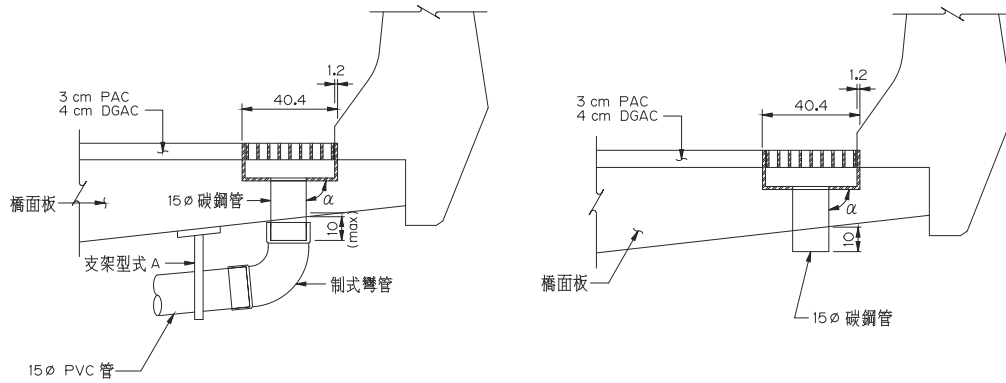 1.2
40.4
3 cm PAC
4 cm DGAC
15ø 碳鋼管
α
橋面板
10
(max)
支架型式 A
制式彎管
15ø PVC 管
1.2
40.4
3 cm PAC
4 cm DGAC
α
10
橋面板
15ø 碳鋼管